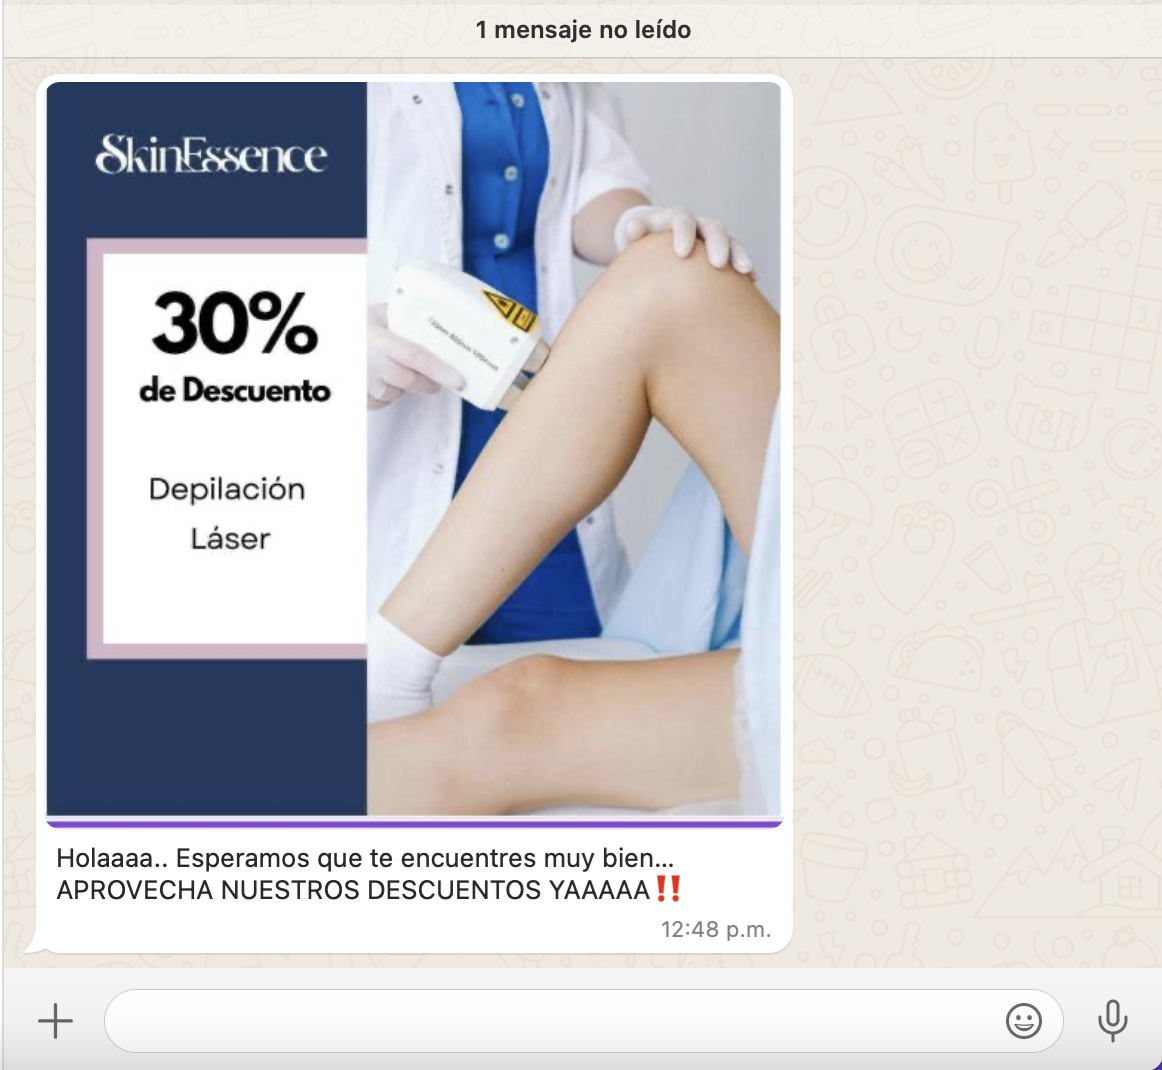 1 mensaje no leído
SkinEssence
30%
de Descuento
Depilación
Láser
Holaaaa.. Esperamos que te encuentres muy bien...
APROVECHA NUESTROS DESCUENTOS YAAAAA‼️
12:48 p.m.